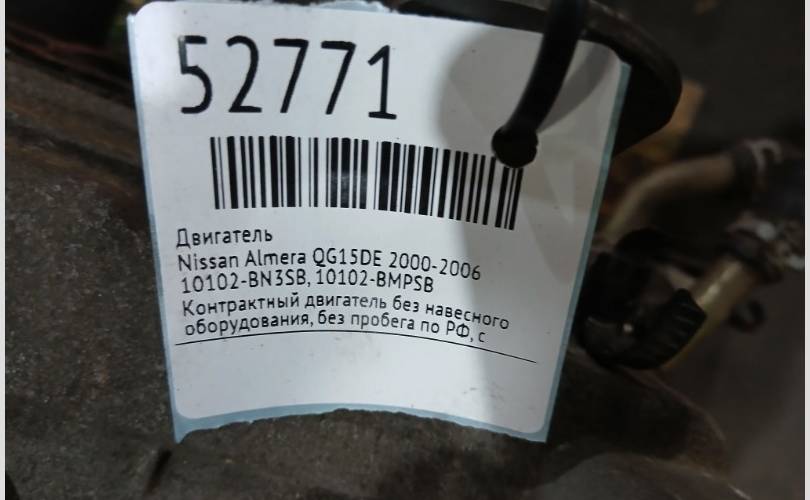 52771
Двигатель
Nissan Almera QG15DE 2000-2006
10102-BN3SB, 10102-BMPSB
Контрактный двигатель без навесного
оборудования, без пробега по РФ, с